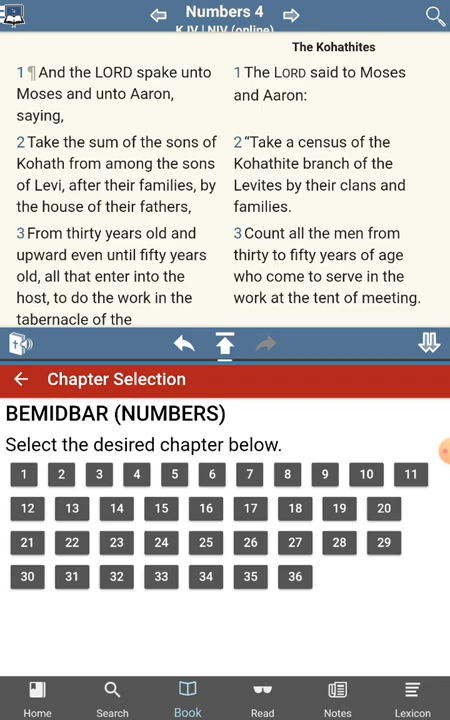 Numbers 4
KJV | NIV (online)
The Kohathites
1 ¶ And the LORD spake unto
Moses and unto Aaron,
saying,
2 Take the sum of the sons of
Kohath from among the sons
of Levi, after their families, by
the house of their fathers,
3 From thirty years old and
upward even until fifty years
old, all that enter into the
host, to do the work in the
tabernacle of the
1 The LORD said to Moses
and Aaron:
2 “Take a census of the
Kohathite branch of the
Levites by their clans and
families.
3 Count all the men from
thirty to fifty years of age
who come to serve in the
work at the tent of meeting.
Chapter Selection
BEMIDBAR (NUMBERS)
Select the desired chapter below.
1 2 3 4 5 6 7 8 9 10 11
12 13 14 15 16 17 18 19 20
21 22 23 24 25 26 27 28 29
30 31 32 33 34 35 36
Home Search Book Read Notes Lexicon